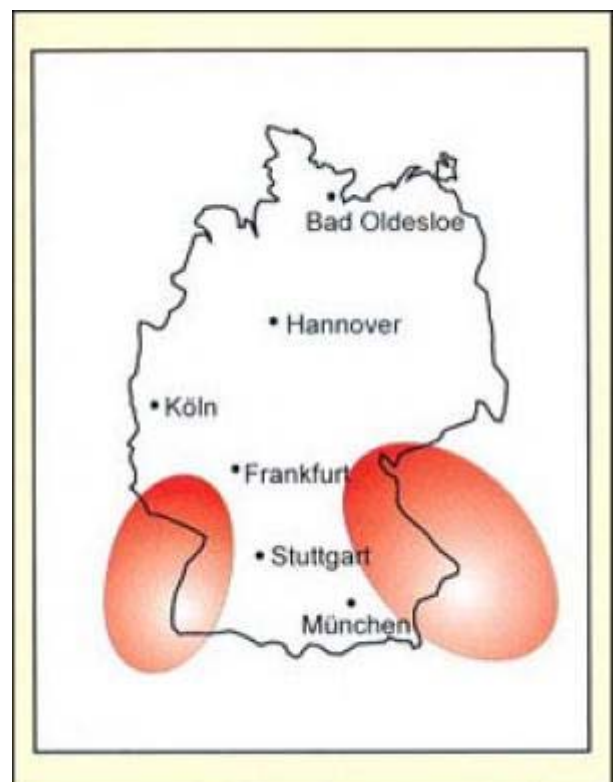 Bad Oldesloe
Hannover
Köln
Frankfurt
Stuttgart
München